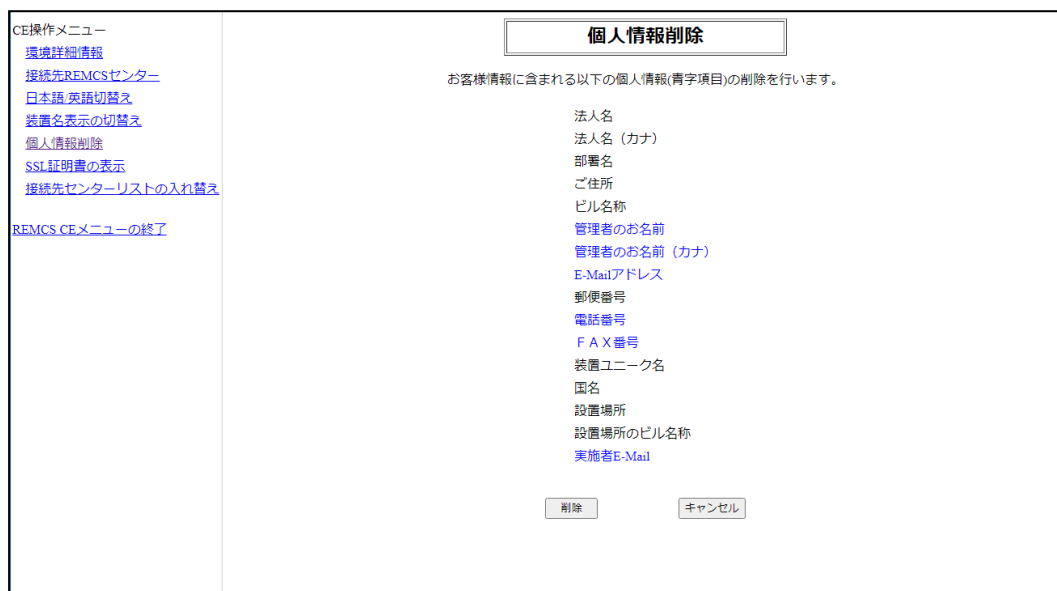 CE操作メニュー
環境詳細情報
接続先REMCSセンター
日本語/英語切替え
装置名表示の切替え
個人情報削除
SSL証明書の表示
接続先センターリストの入れ替え
REMCS CEメニューの終了
個人情報削除
お客様情報に含まれる以下の個人情報(青字項目)の削除を行います。
法人名
法人名（カナ）
部署名
ご住所
ビル名称
管理者のお名前
管理者のお名前（カナ）
E-Mailアドレス
郵便番号
電話番号
ＦＡＸ番号
装置ユニーク名
国名
設置場所
設置場所のビル名称
実施者E-Mail
削除 キャンセル